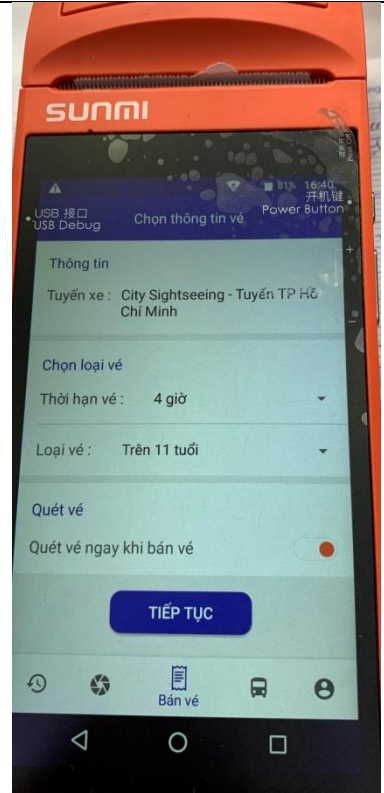 SUNMI
81% 16:40
USB 接口
USB Debug
开机键
Power Button
Chọn thông tin vé
Thông tin
Tuyến xe : City Sightseeing - Tuyến TP Hồ
Chí Minh
Chọn loại vé
Thời hạn vé : 4 giờ
Loại vé : Trên 11 tuổi
Quét vé
Quét vé ngay khi bán vé
TIẾP TỤC
Bán vé